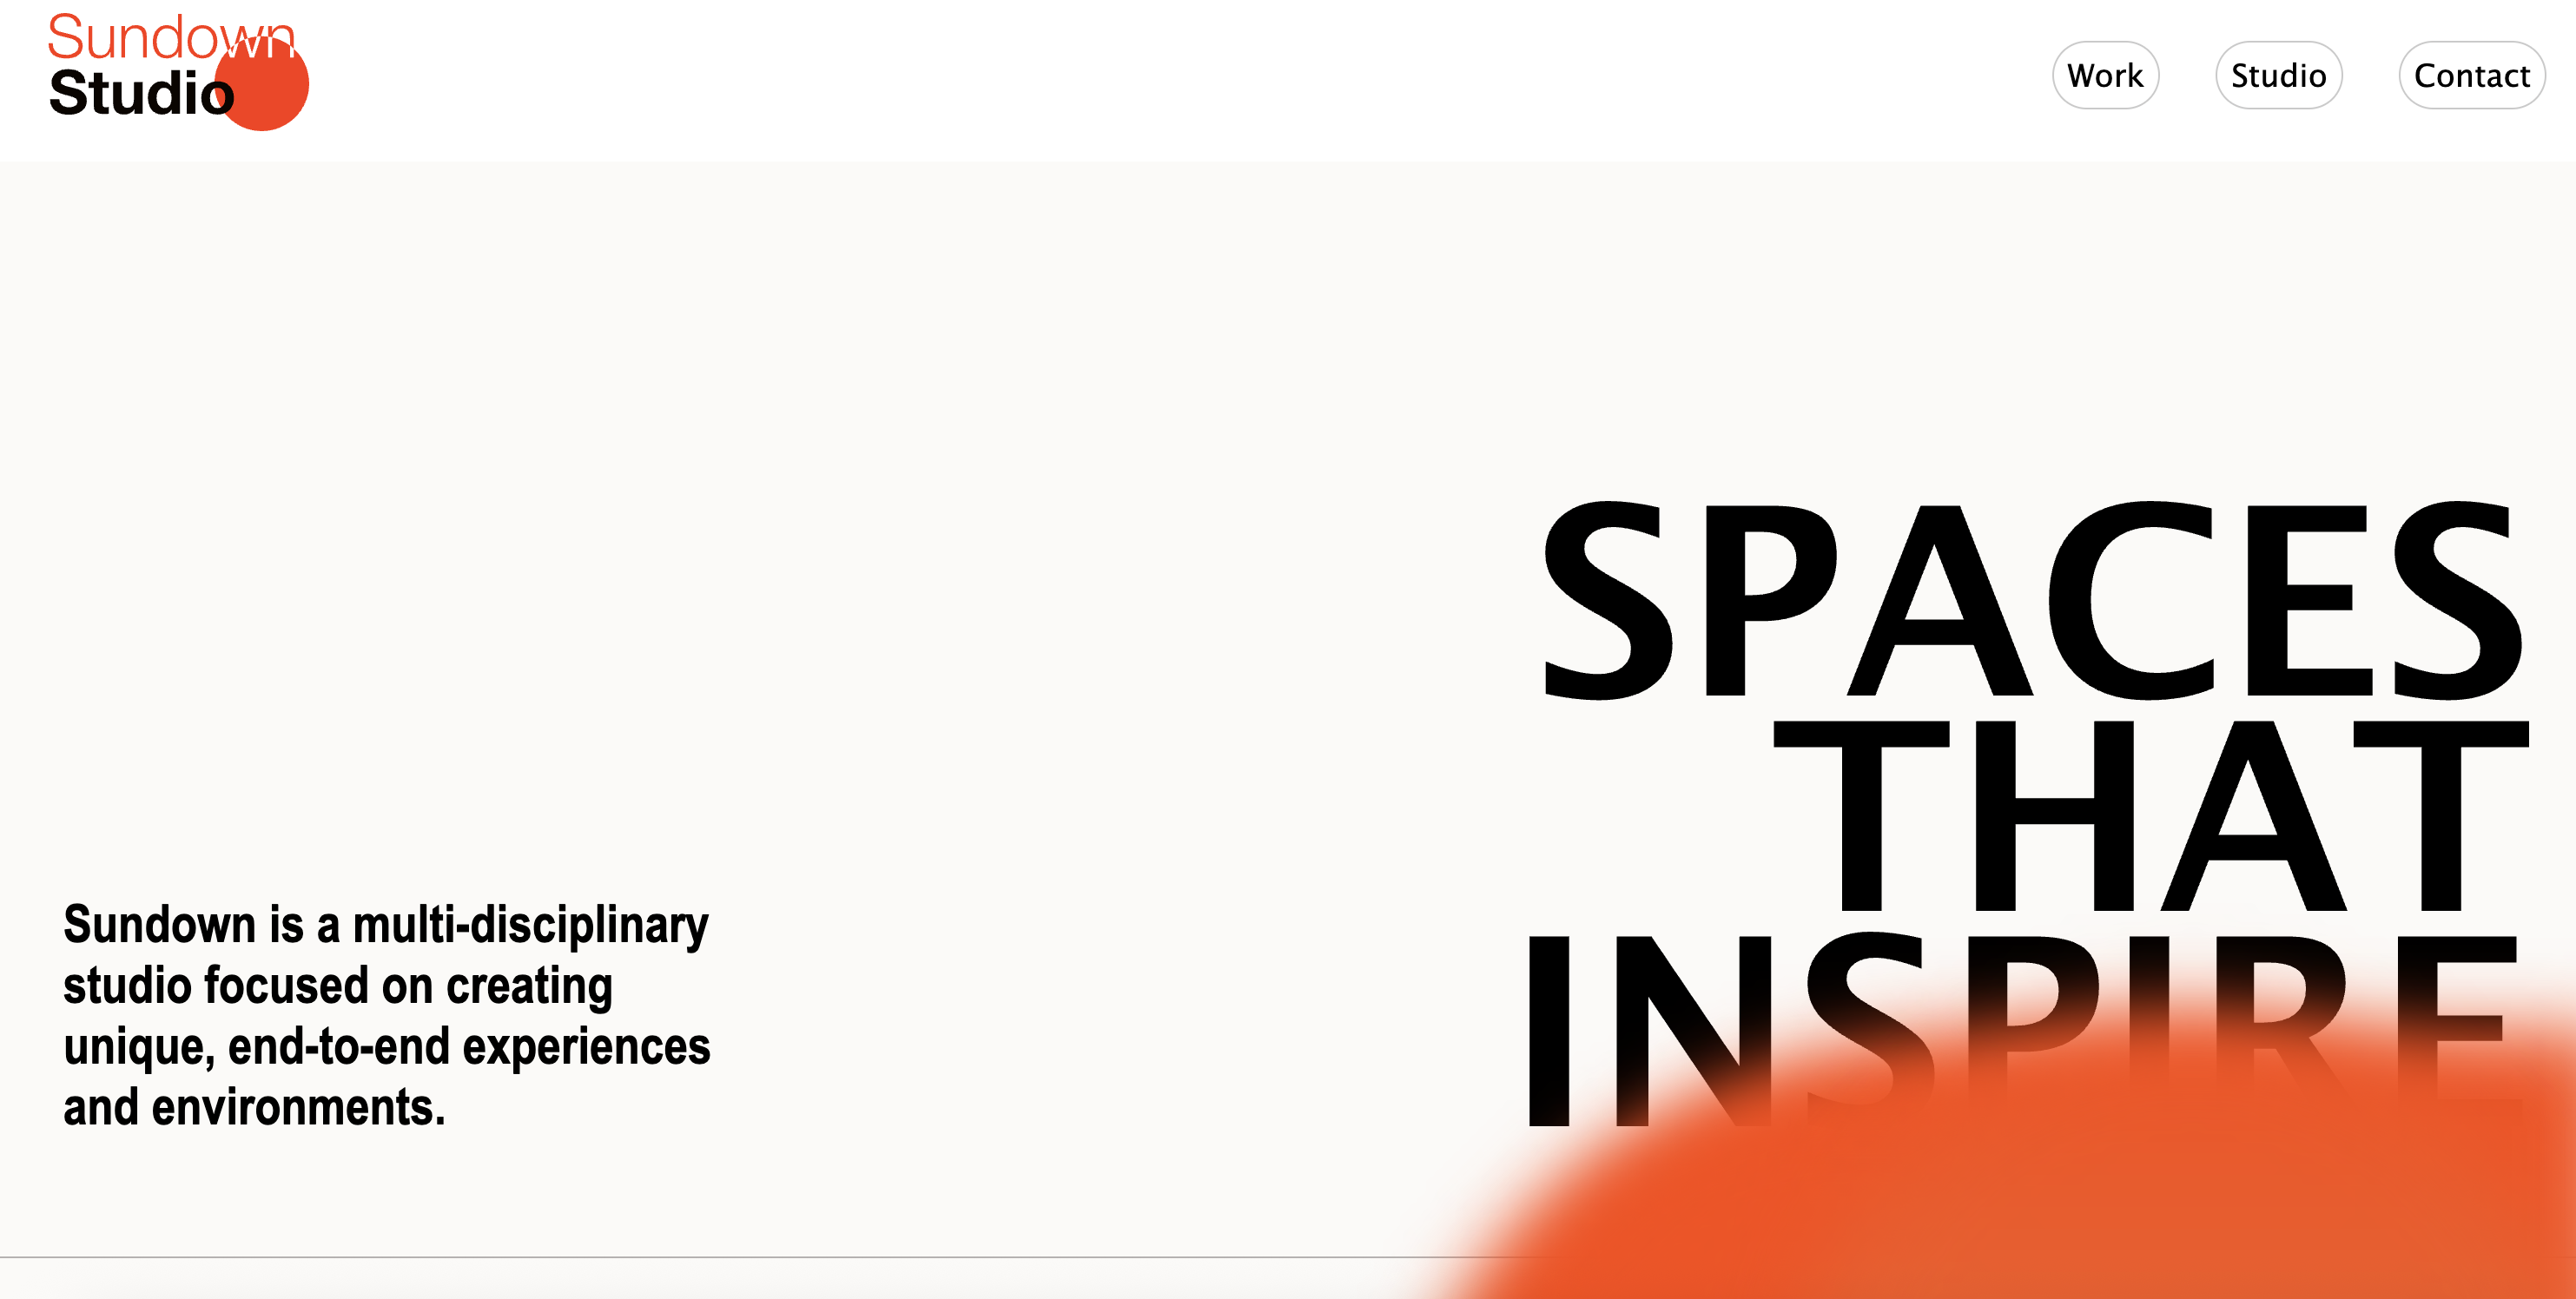 Sundown
Studio
Work
Studio
Contact
SPACES
THAT
INSPIRE
Sundown is a multi-disciplinary
studio focused on creating
unique, end-to-end experiences
and environments.